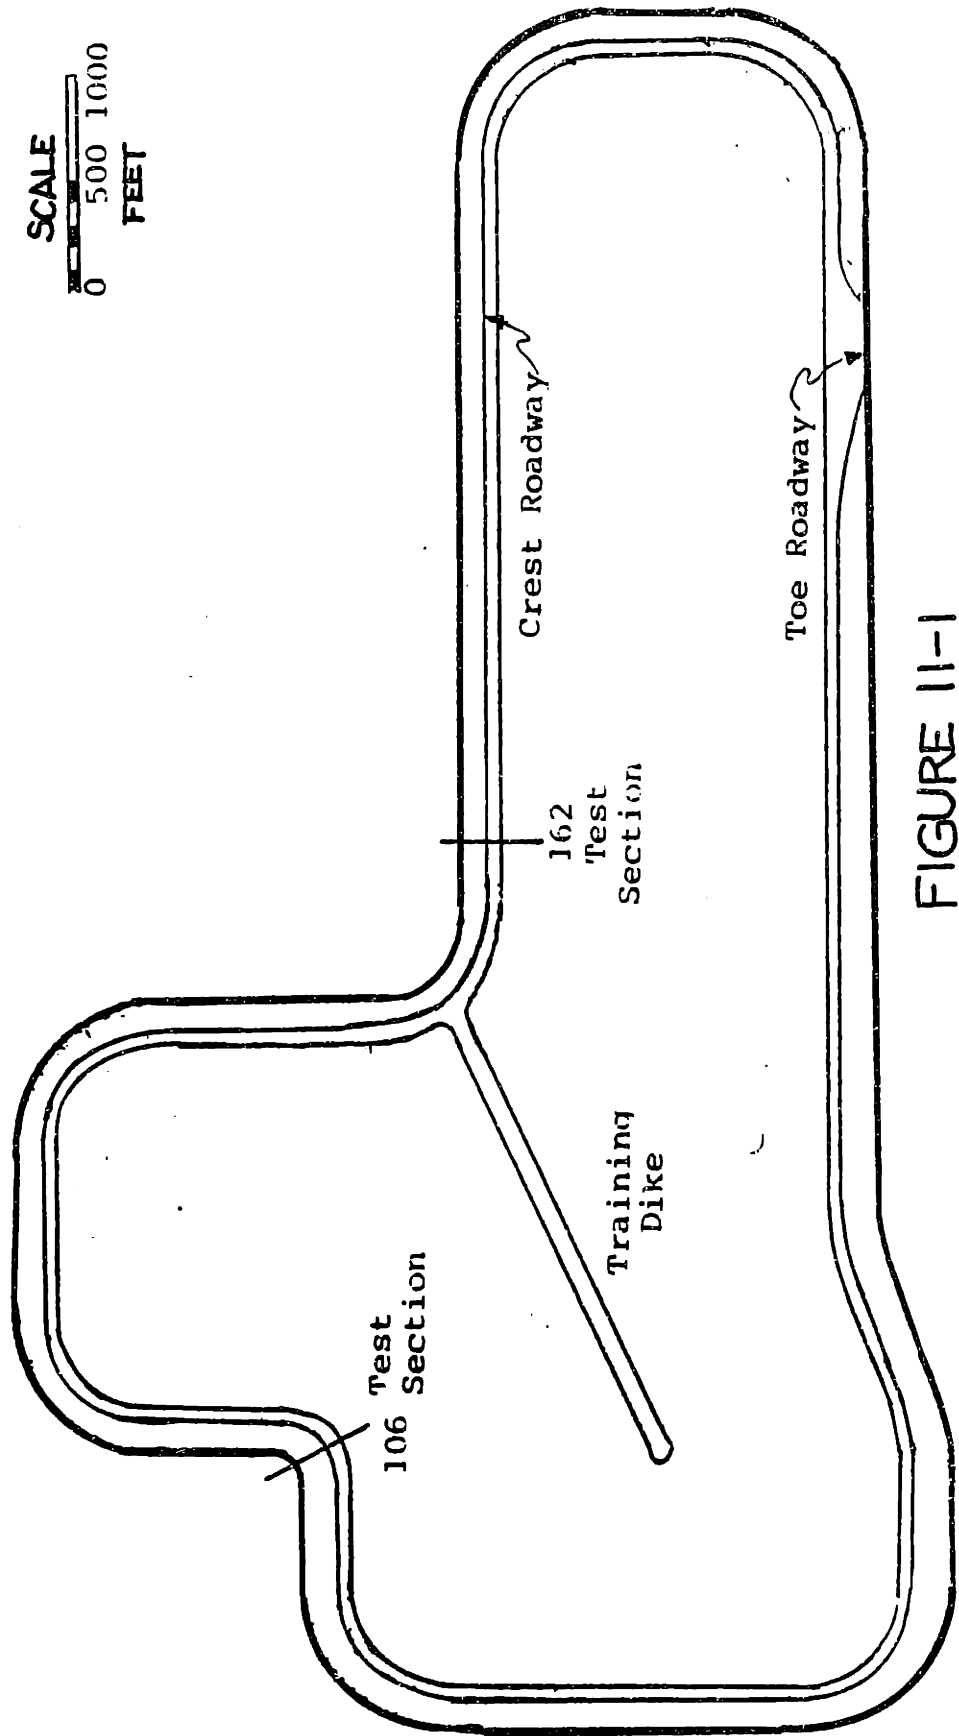 SCALE
0 500 1000
FEET
Crest Roadway
Toe Roadway
162
Test
Section
Training
Dike
106 Test
Section
FIGURE II-1